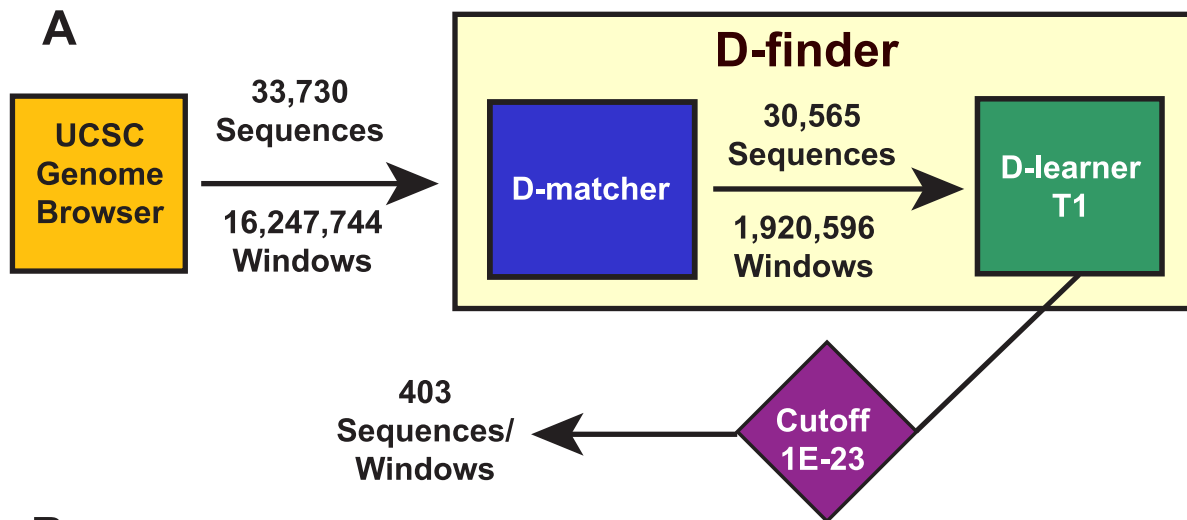 A
D-finder
UCSC
Genome
Browser
33,730
Sequences
16,247,744
Windows
D-matcher
30,565
Sequences
1,920,596
Windows
D-learner
T1
Cutoff
1E-23
403
Sequences/
Windows